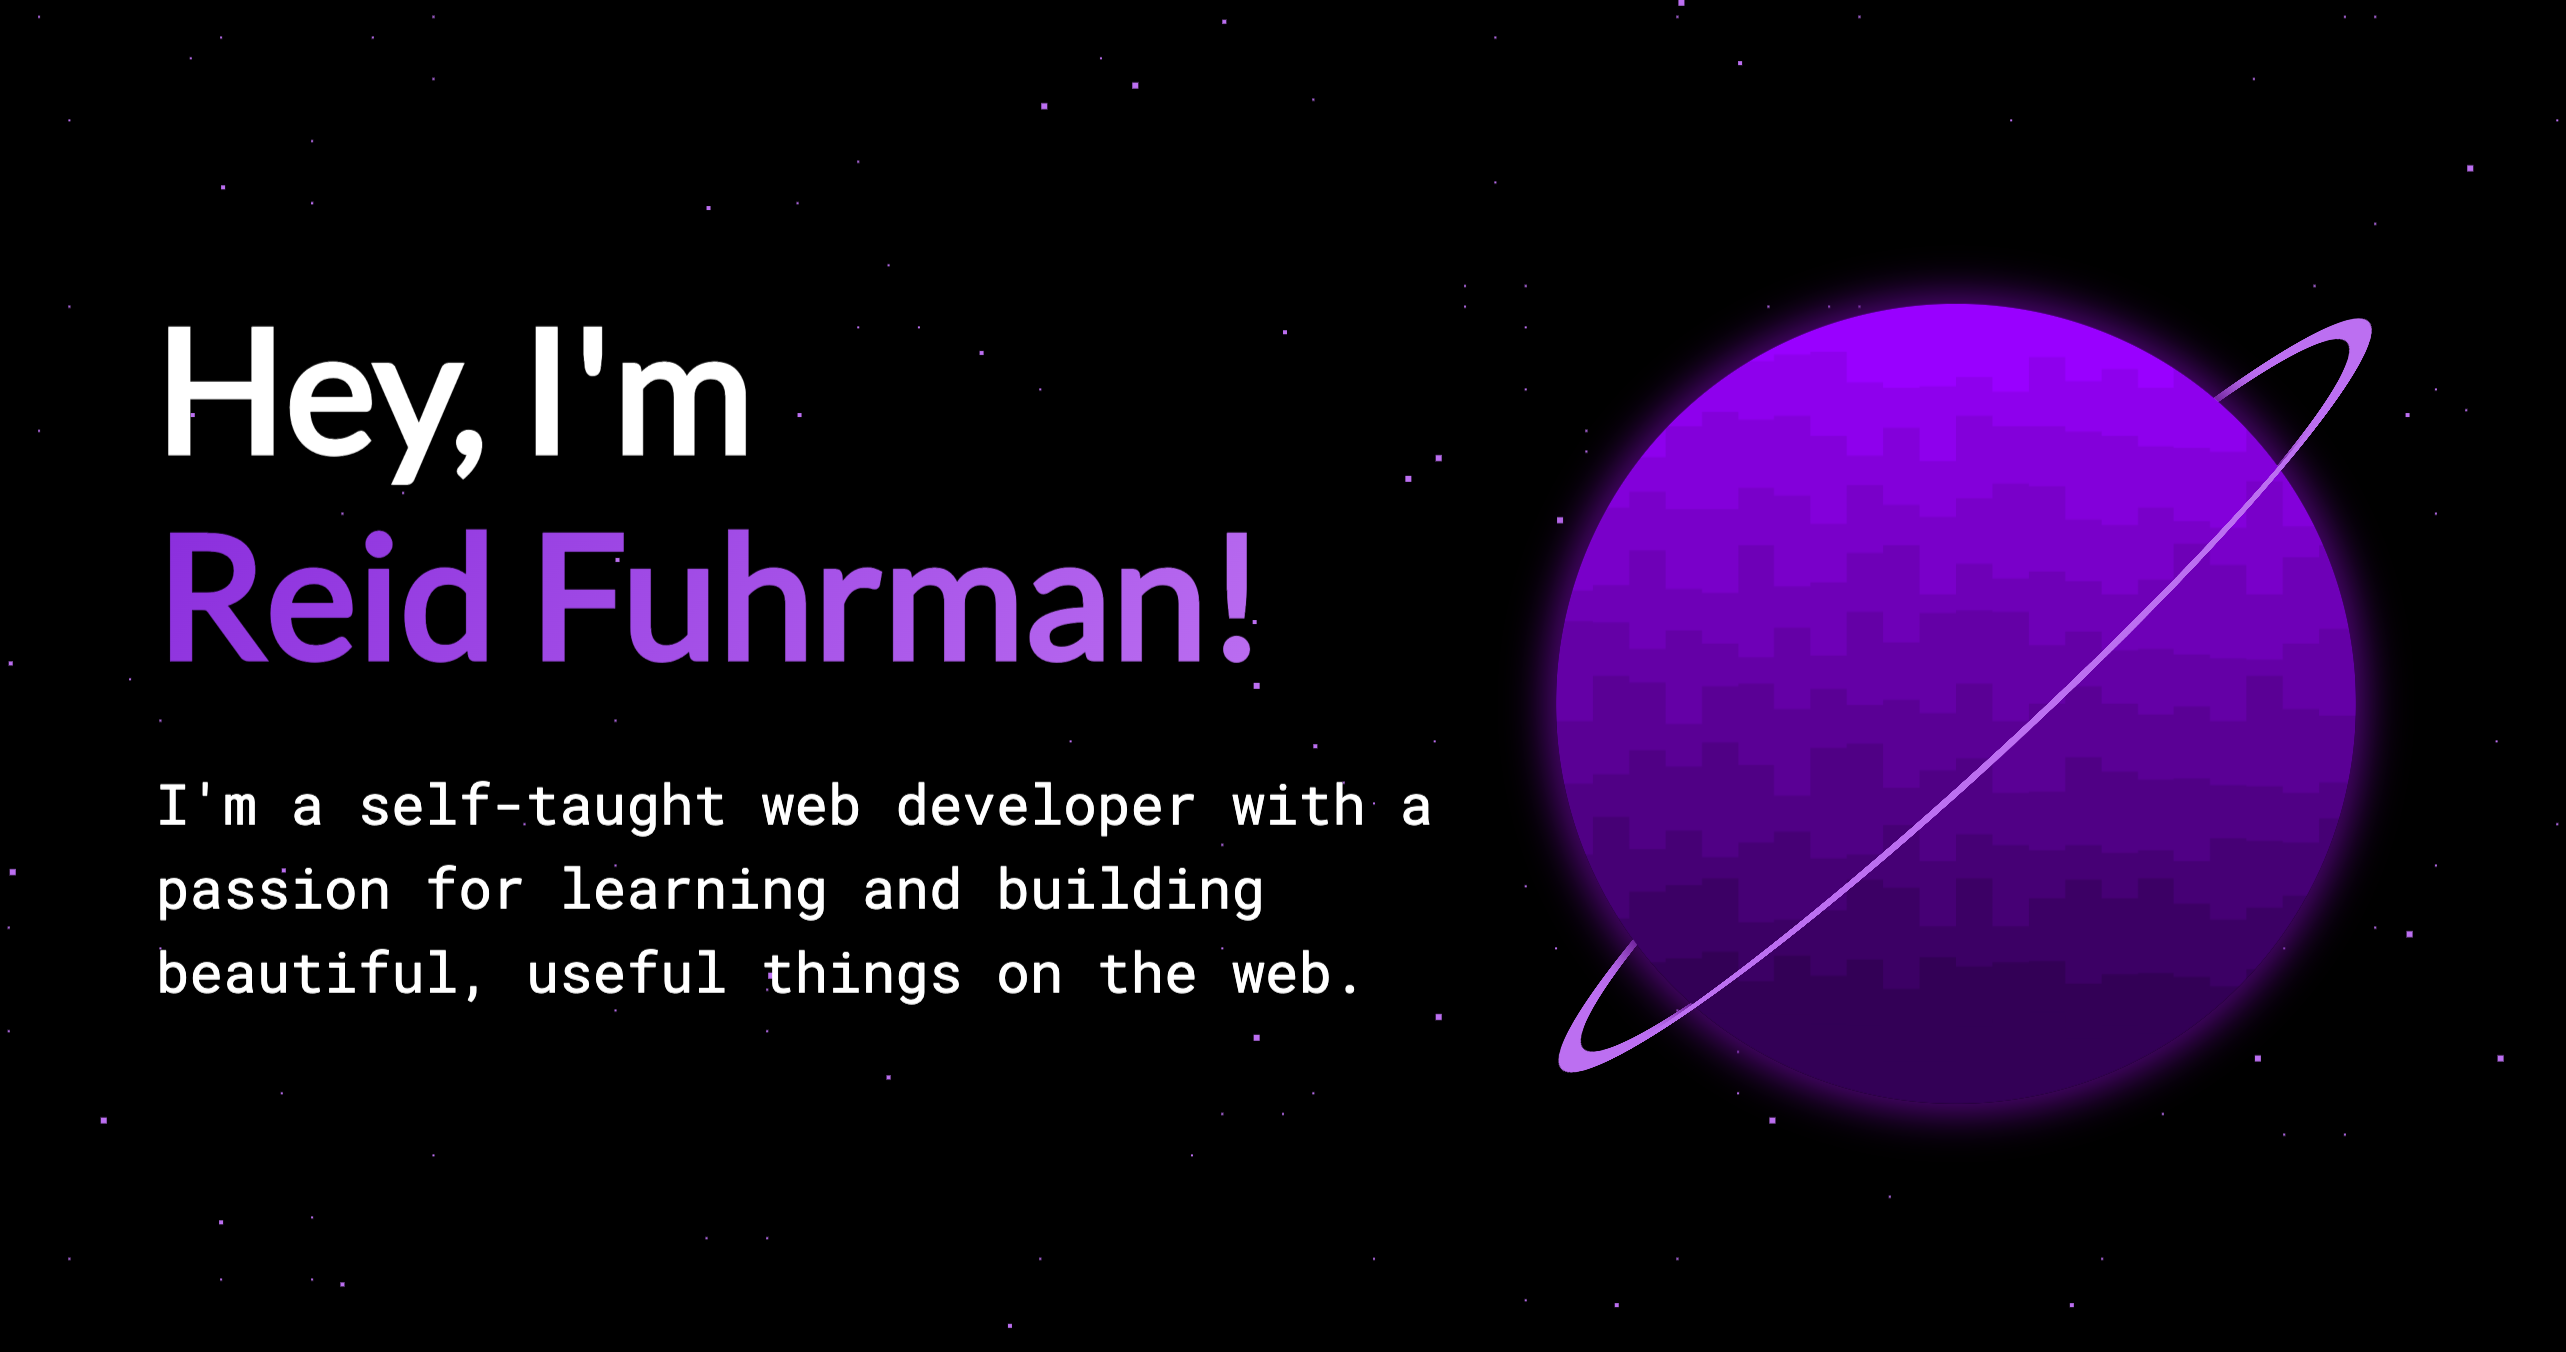 Hey, I'm
Reid Fuhrman!
I'm a self-taught web developer with a
passion for learning and building
beautiful, useful things on the web.